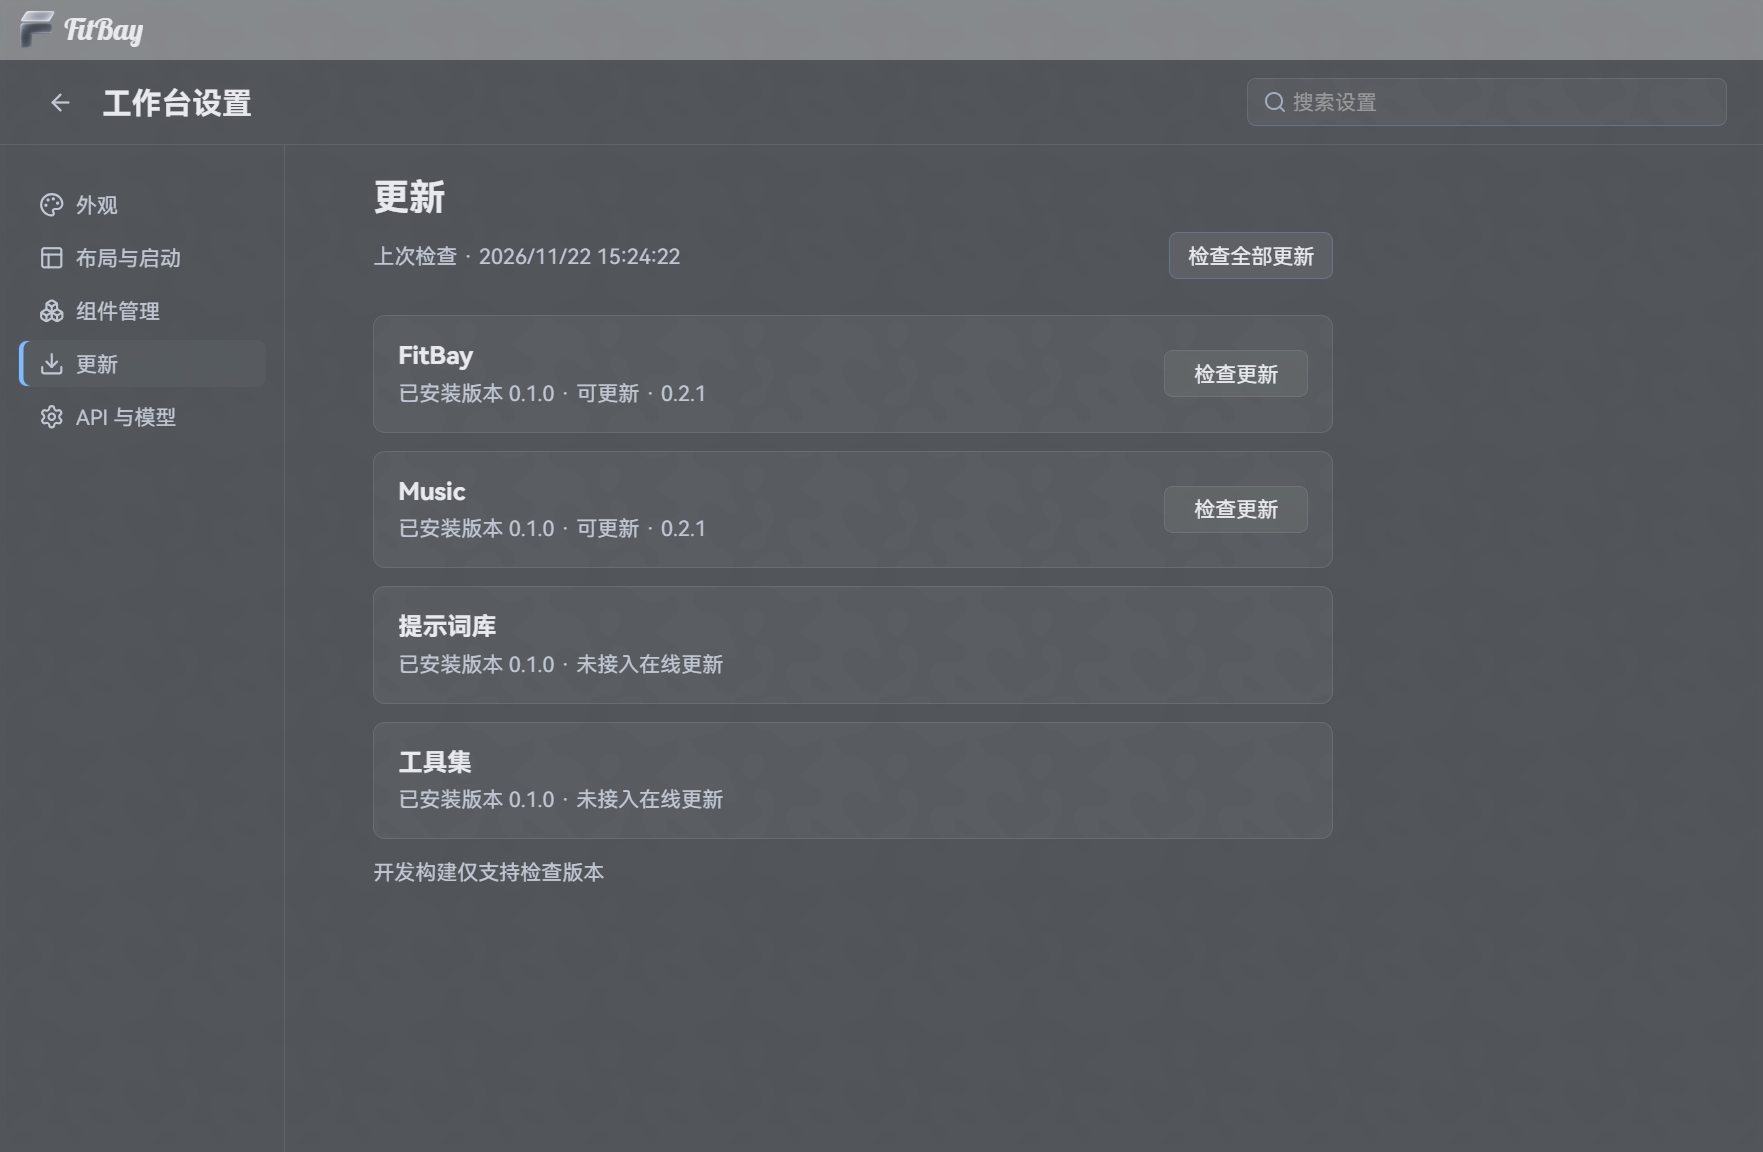 FitBay
工作台设置
搜索设置
外观
布局与启动
组件管理
更新
API 与模型
更新
上次检查 · 2026/11/22 15:24:22
检查全部更新
FitBay
已安装版本 0.1.0 · 可更新 · 0.2.1
检查更新
Music
已安装版本 0.1.0 · 可更新 · 0.2.1
检查更新
提示词库
已安装版本 0.1.0 · 未接入在线更新
工具集
已安装版本 0.1.0 · 未接入在线更新
开发构建仅支持检查版本